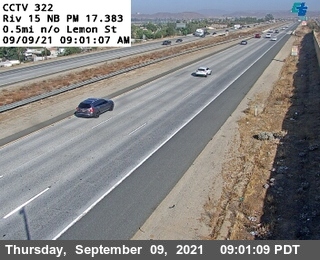 CCTV 322
Riv 15 NB PM 17.383
0.5mi n/o Lemon St
09/09/21 09:01:07 AM
Thursday, September 09, 2021 09:01:09 PDT